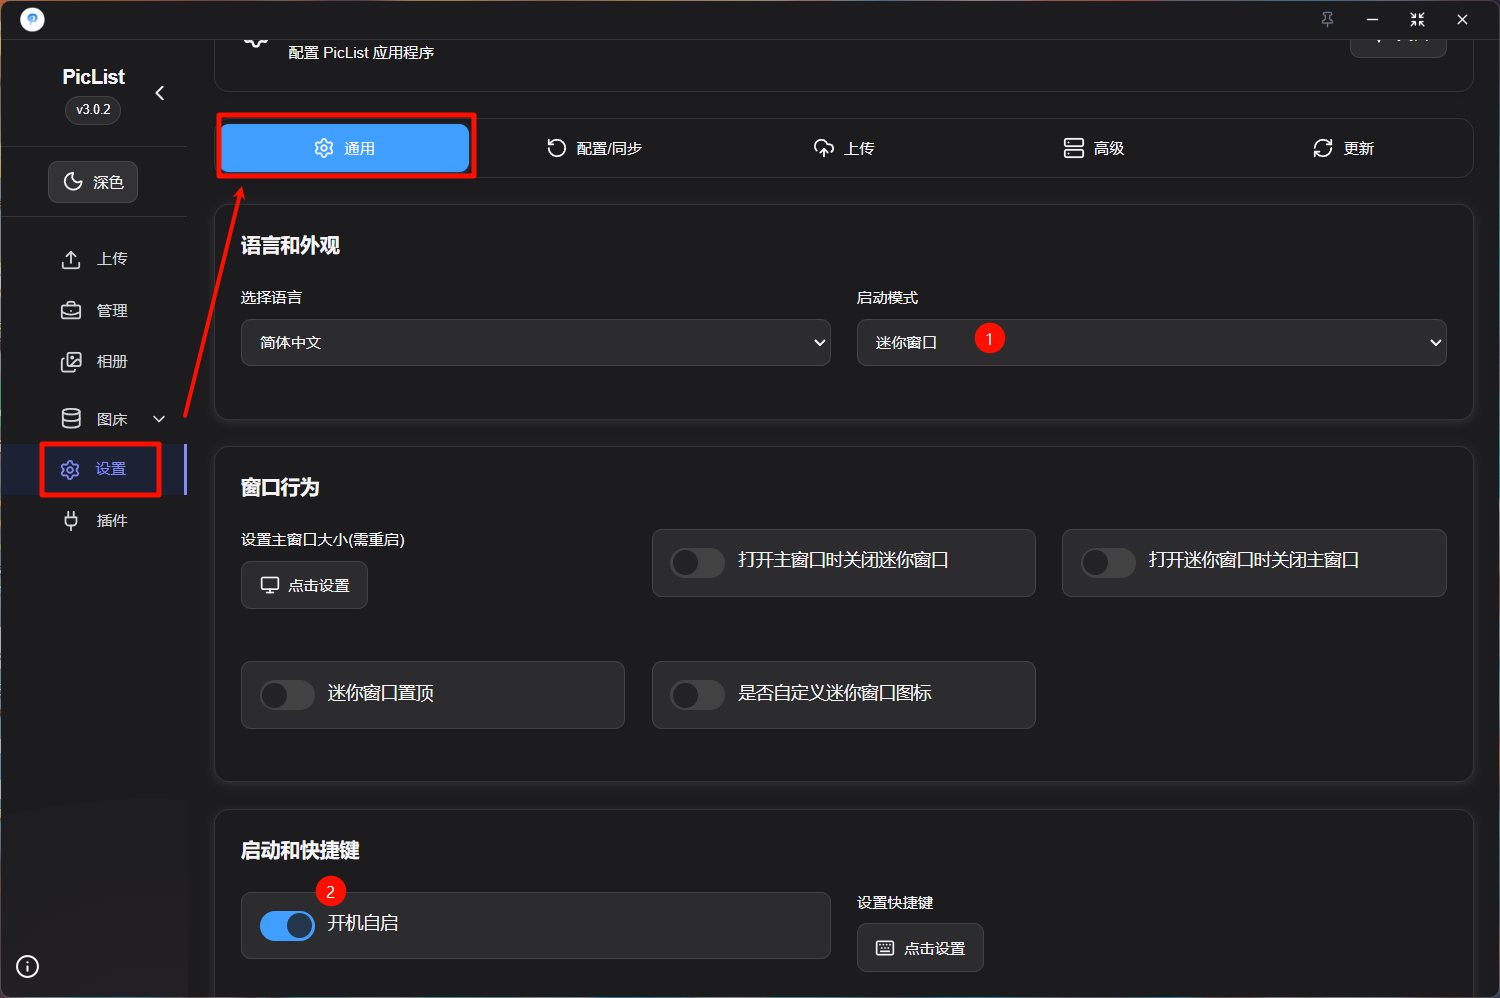 PicList
v3.0.2
深色
上传
管理
相册
图床
设置
插件
配置 PicList 应用程序
通用
配置/同步
上传
高级
更新
语言和外观
选择语言
简体中文
启动模式
迷你窗口
1
窗口行为
设置主窗口大小(需重启)
点击设置
打开主窗口时关闭迷你窗口
打开迷你窗口时关闭主窗口
迷你窗口置顶
是否自定义迷你窗口图标
启动和快捷键
2
开机自启
设置快捷键
点击设置